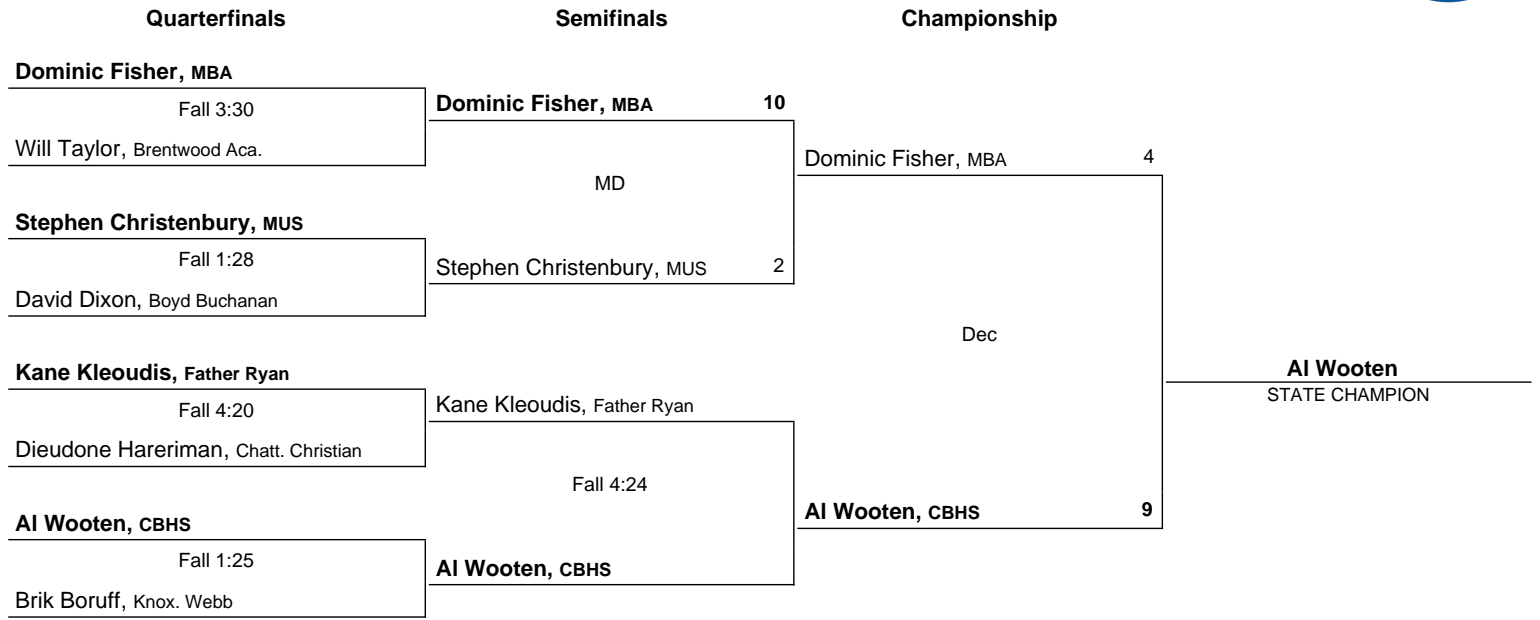 Quarterfinals Semifinals Championship
Dominic Fisher, MBA
Fall 3:30
Will Taylor, Brentwood Aca.
Stephen Christenbury, MUS
Fall 1:28
David Dixon, Boyd Buchanan
Kane Kleoudis, Father Ryan
Fall 4:20
Dieudone Hareriman, Chatt. Christian
Al Wooten, CBHS
Fall 1:25
Brik Boruff, Knox. Webb
Dominic Fisher, MBA 10
MD
Stephen Christenbury, MUS 2
Kane Kleoudis, Father Ryan
Fall 4:24
Al Wooten, CBHS
Dominic Fisher, MBA 4
Dec
Al Wooten, CBHS 9
Al Wooten
STATE CHAMPION